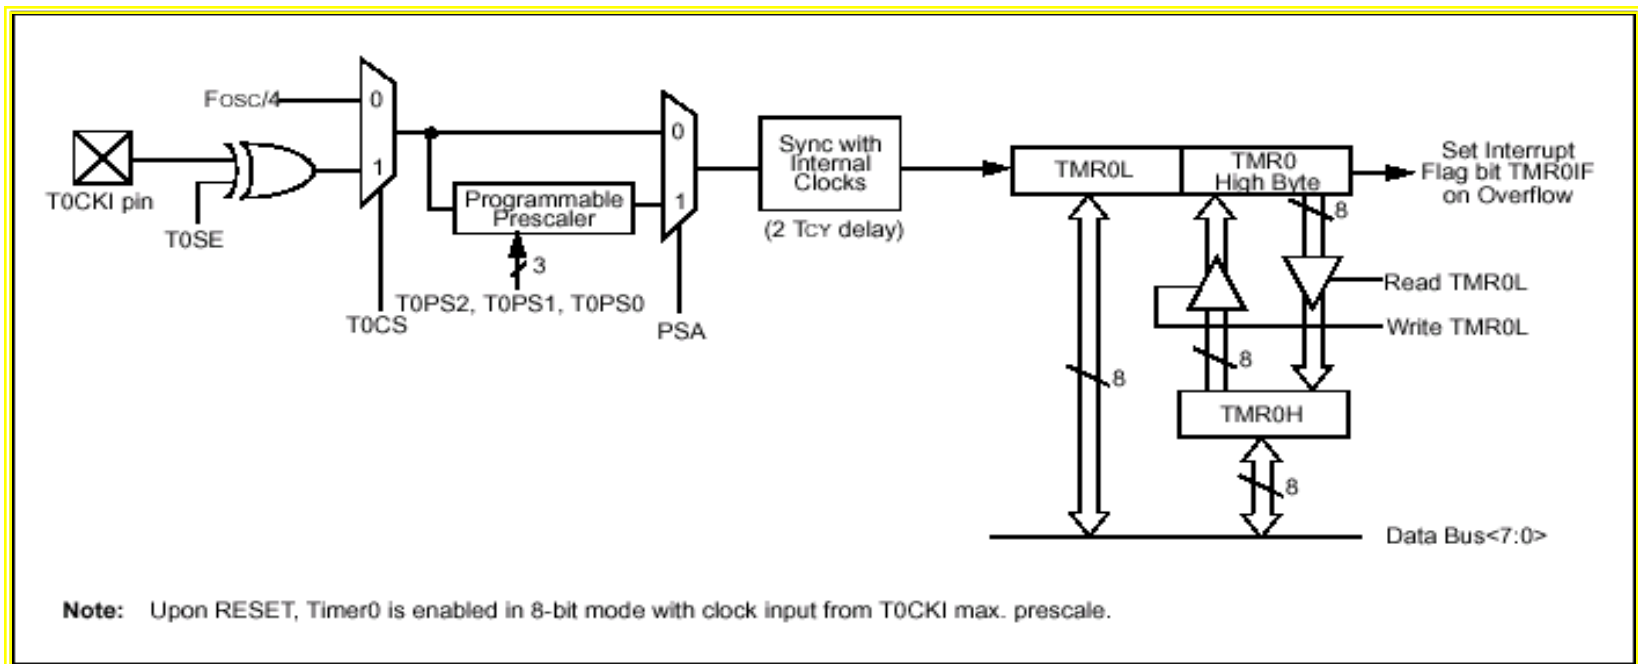 Fosc/4
0
1
T0CKI pin
T0SE
T0CS
Programmable
Prescaler
3
T0PS2, T0PS1, T0PS0
0
1
PSA
Sync with
Internal
Clocks
(2 TCY delay)
TMR0L
TMR0
High Byte
Set Interrupt
Flag bit TMR0IF
on Overflow
8
Read TMR0L
Write TMR0L
8
8
TMR0H
8
Data Bus<7:0>
Note: Upon RESET, Timer0 is enabled in 8-bit mode with clock input from T0CKI max. prescale.